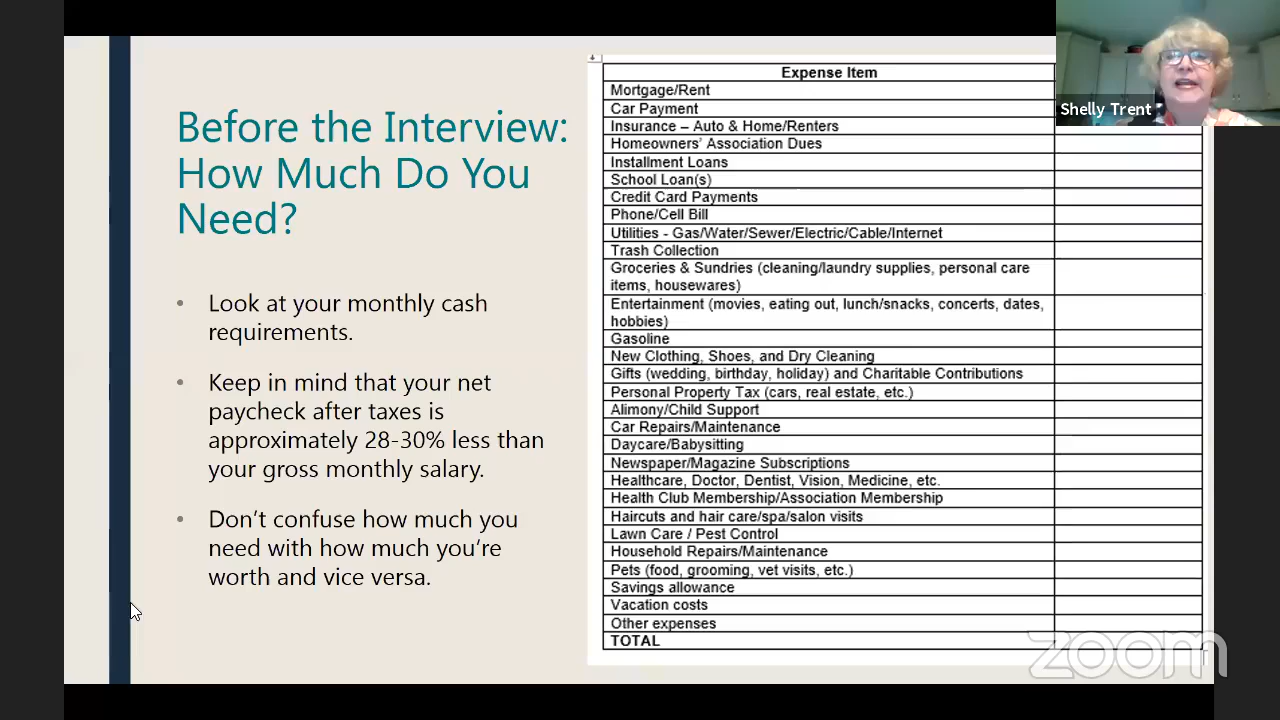 Before the Interview:
How Much Do You
Need?
• Look at your monthly cash
requirements.
• Keep in mind that your net
paycheck after taxes is
approximately 28-30% less than
your gross monthly salary.
• Don’t confuse how much you
need with how much you’re
worth and vice versa.
Expense Item
Mortgage/Rent
Car Payment
Insurance – Auto & Home/Renters
Homeowners’ Association Dues
Installment Loans
School Loan(s)
Credit Card Payments
Phone/Cell Bill
Utilities - Gas/Water/Sewer/Electric/Cable/Internet
Trash Collection
Groceries & Sundries (cleaning/laundry supplies, personal care
items, housewares)
Entertainment (movies, eating out, lunch/snacks, concerts, dates,
hobbies)
Gasoline
New Clothing, Shoes, and Dry Cleaning
Gifts (wedding, birthday, holiday) and Charitable Contributions
Personal Property Tax (cars, real estate, etc.)
Alimony/Child Support
Car Repairs/Maintenance
Daycare/Babysitting
Newspaper/Magazine Subscriptions
Healthcare, Doctor, Dentist, Vision, Medicine, etc.
Health Club Membership/Association Membership
Haircuts and hair care/spa/salon visits
Lawn Care / Pest Control
Household Repairs/Maintenance
Pets (food, grooming, vet visits, etc.)
Savings allowance
Vacation costs
Other expenses
TOTAL
Shelly Trent
zoom